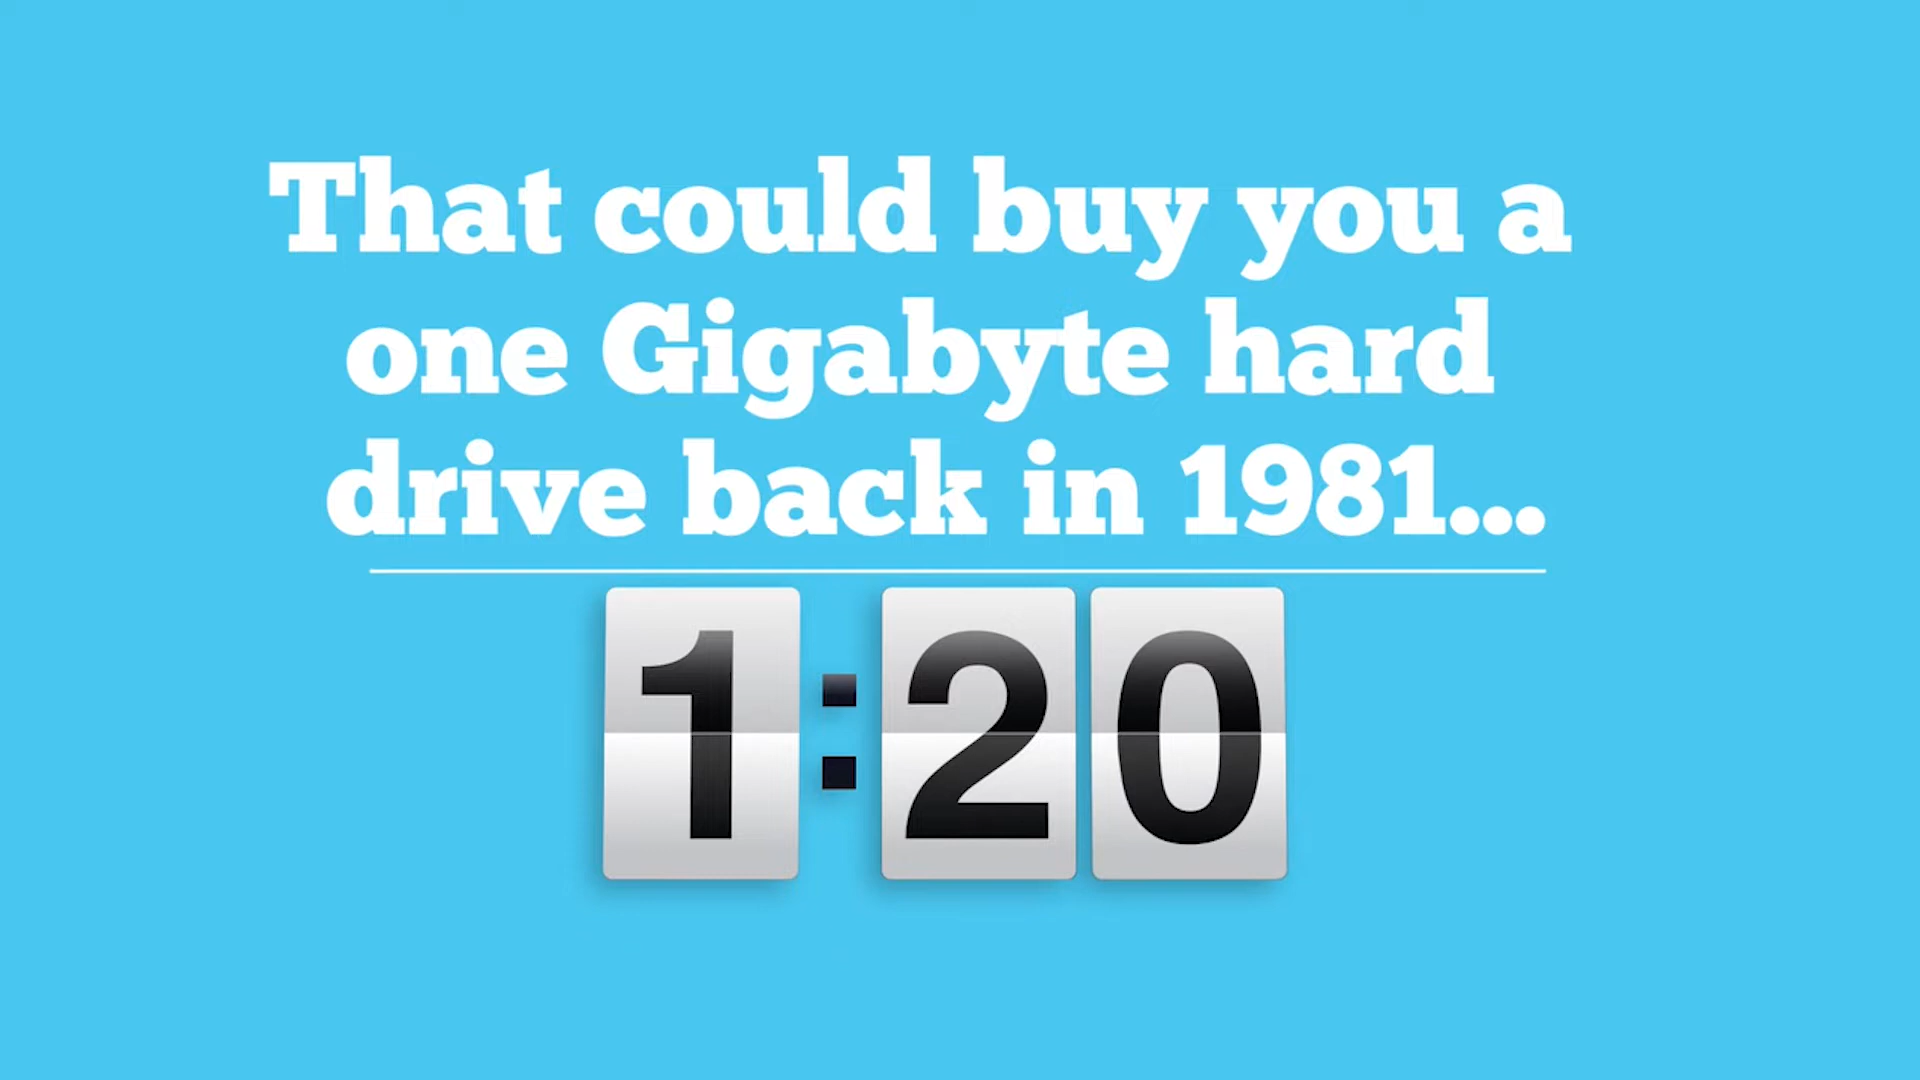 That could buy you a
one Gigabyte hard
drive back in 1981...
1:20